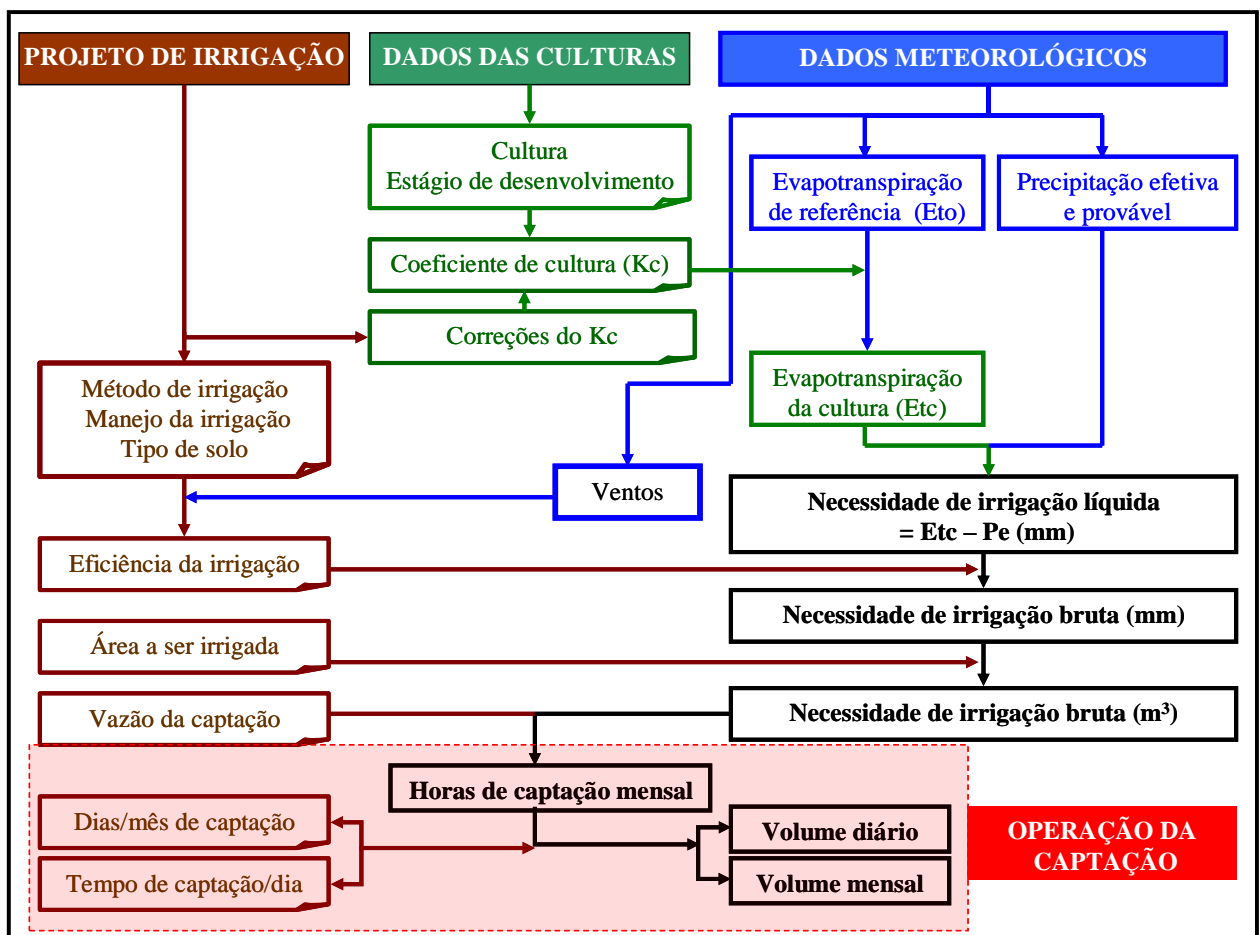 PROJETO DE IRRIGAÇÃO
DADOS DAS CULTURAS
DADOS METEOROLÓGICOS
Cultura
Estágio de desenvolvimento
Evapotranspiração
de referência (Eto)
Precipitação efetiva
e provável
Coeficiente de cultura (Kc)
Correções do Kc
Método de irrigação
Manejo da irrigação
Tipo de solo
Evapotranspiração
da cultura (Etc)
Ventos
Necessidade de irrigação líquida
= Etc – Pe (mm)
Eficiência da irrigação
Necessidade de irrigação bruta (mm)
Área a ser irrigada
Vazão da captação
Necessidade de irrigação bruta (m³)
Horas de captação mensal
Dias/mês de captação
Volume diário
OPERAÇÃO DA
CAPTAÇÃO
Tempo de captação/dia
Volume mensal